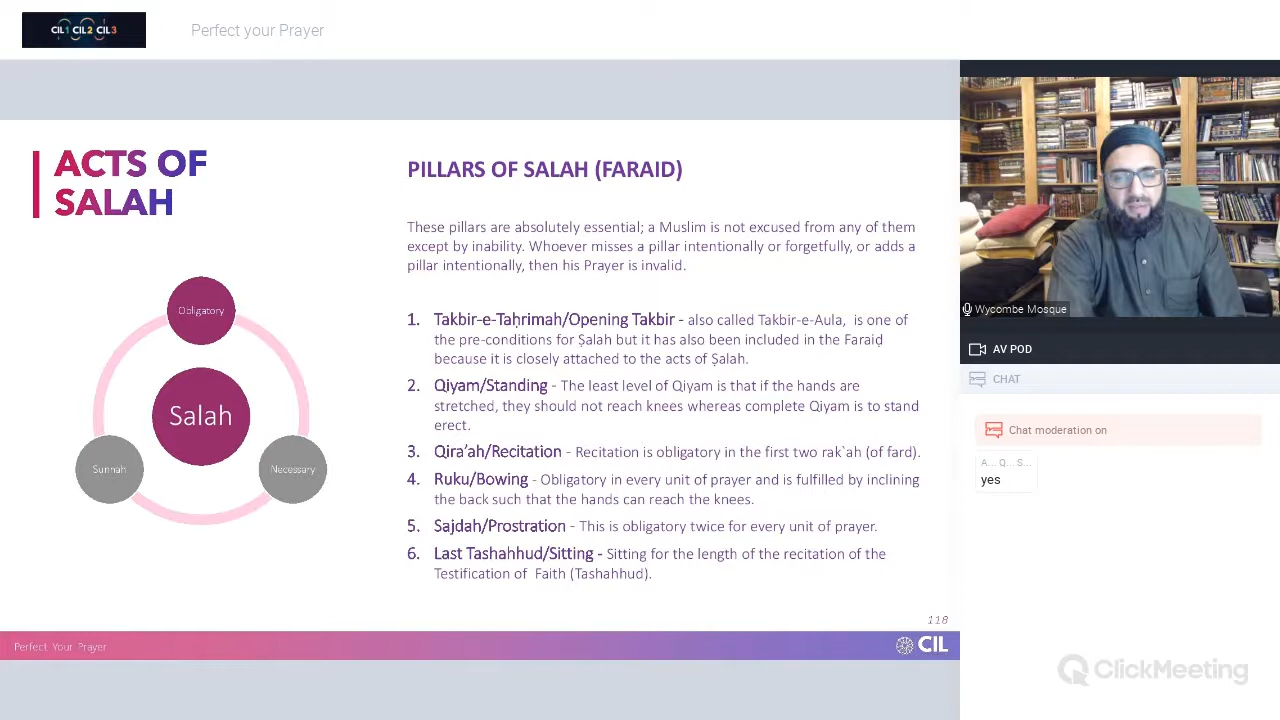 CIL1 CIL2 CIL3
Perfect your Prayer
ACTS OF
SALAH
Obligatory
Salah
Sunnah
Necessary
PILLARS OF SALAH (FARAID)
These pillars are absolutely essential; a Muslim is not excused from any of them
except by inability. Whoever misses a pillar intentionally or forgetfully, or adds a
pillar intentionally, then his Prayer is invalid.
1. Takbir-e-Taḥrimah/Opening Takbir - also called Takbir-e-Aula, is one of
the pre-conditions for Ṣalah but it has also been included in the Faraiḍ
because it is closely attached to the acts of Ṣalah.
2. Qiyam/Standing - The least level of Qiyam is that if the hands are
stretched, they should not reach knees whereas complete Qiyam is to stand
erect.
3. Qira’ah/Recitation - Recitation is obligatory in the first two rak`ah (of fard).
4. Ruku/Bowing - Obligatory in every unit of prayer and is fulfilled by inclining
the back such that the hands can reach the knees.
5. Sajdah/Prostration - This is obligatory twice for every unit of prayer.
6. Last Tashahhud/Sitting - Sitting for the length of the recitation of the
Testification of Faith (Tashahhud).
118
Perfect Your Prayer
CIL
Wycombe Mosque
AV POD
CHAT
Chat moderation on
A... Q... S...
yes
ClickMeeting